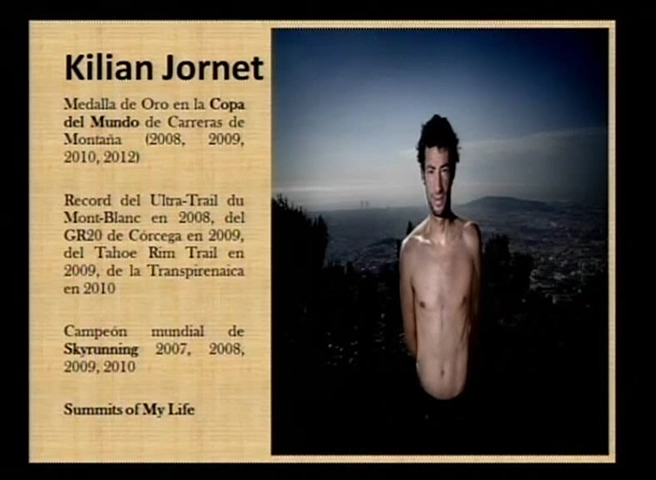 Kilian Jornet
Medalla de Oro en la Copa
del Mundo de Carreras de
Montaña (2008, 2009,
2010, 2012)
Record del Ultra-Trail du
Mont-Blanc en 2008, del
GR20 de Córcega en 2009,
del Tahoe Rim Trail en
2009, de la Transpirenaica
en 2010
Campeón mundial de
Skyrunning 2007, 2008,
2009, 2010
Summits of My Life